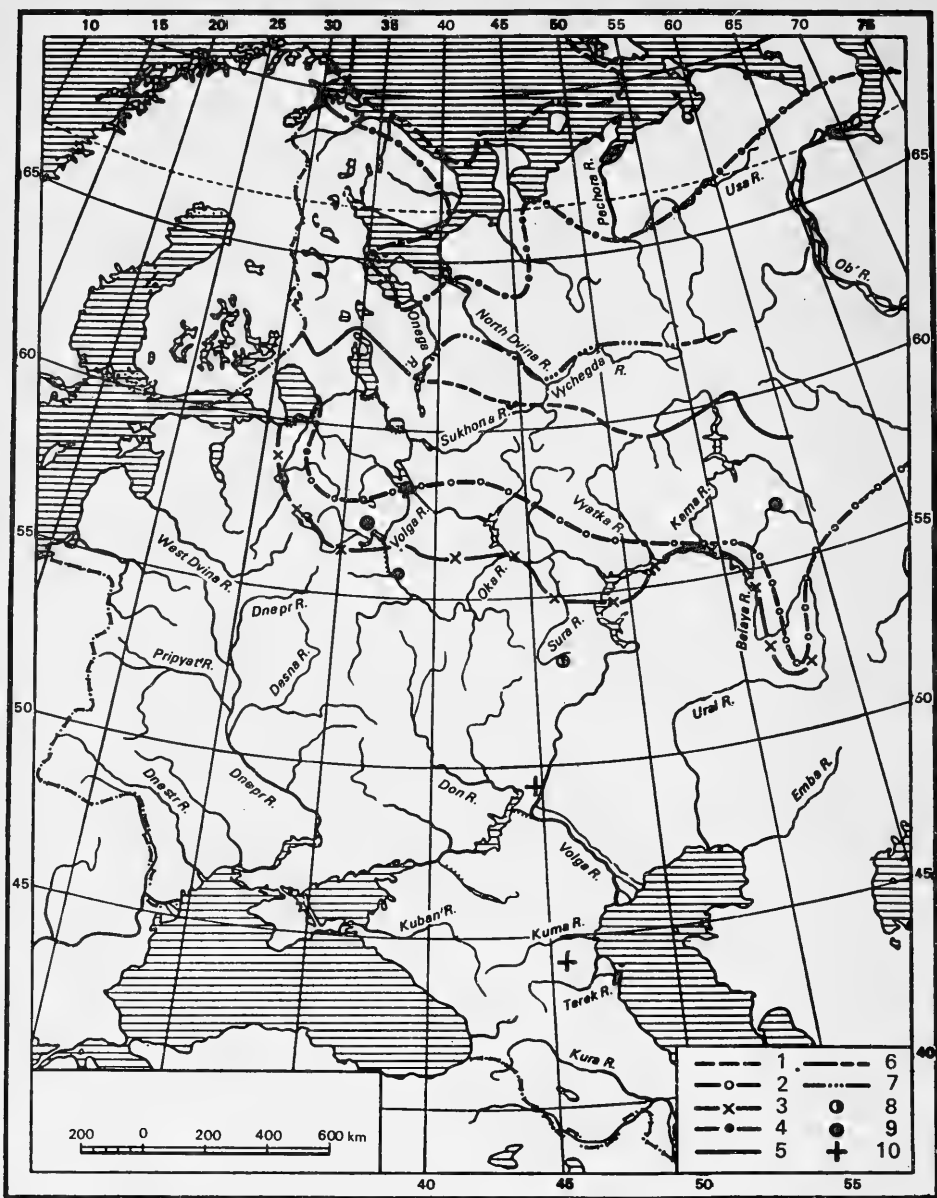 10 15 20 25 30 35 40 45 50 55 60 65 70 75
65 65
Pechora R.
Usa R.
Ob' R.
Onega R.
North Dvina R.
Vychegda R.
60 60
Sukhona R.
Vyatka R.
Kama R.
Volga R.
55 55
West Dvina R.
Oka R.
Dnepr R.
Sura R.
Belaya R.
Pripyat' R.
Desna R.
50 50
Ural R.
Dnestr R.
Dnepr R.
Don R.
Emba R.
Volga R.
45 45
Kuban' R.
Kuma R.
Terek R.
Kura R.
40
1 6
2 7
3 8
4 9
5 10
200 0 200 400 600 km
40 45 50 55